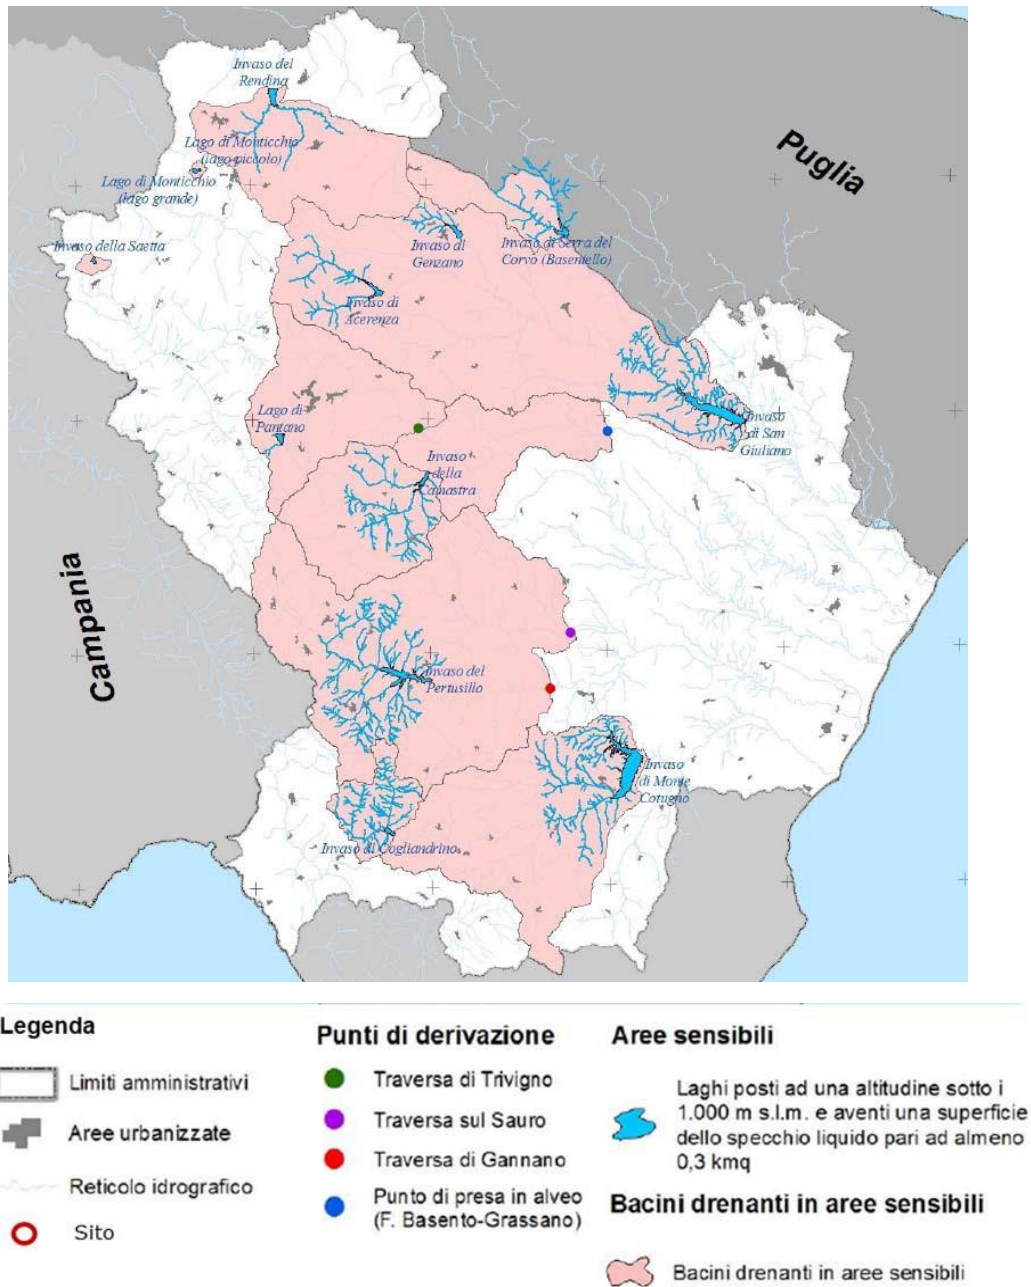 Invaso del
Rendina
Puglia
Lago di Monticchio
(lago piccolo)
Lago di Monticchio
(lago grande)
Invaso della Saetta
Invaso di
Genzano
Invaso di Serra del
Corvo (Basentello)
Invaso di
Acerenza
Lago di
Pantano
Invaso
di San
Giuliano
Invaso
della
Camastra
Campania
Invaso del
Pertusillo
Invaso
di Monte
Cotugno
Invaso di Cogliandrino
Legenda
Limiti amministrativi
Aree urbanizzate
Reticolo idrografico
Sito
Punti di derivazione
Traversa di Trivigno
Traversa sul Sauro
Traversa di Gannano
Punto di presa in alveo
(F. Basento-Grassano)
Aree sensibili
Laghi posti ad una altitudine sotto i
1.000 m s.l.m. e aventi una superficie
dello specchio liquido pari ad almeno
0,3 kmq
Bacini drenanti in aree sensibili
Bacini drenanti in aree sensibili